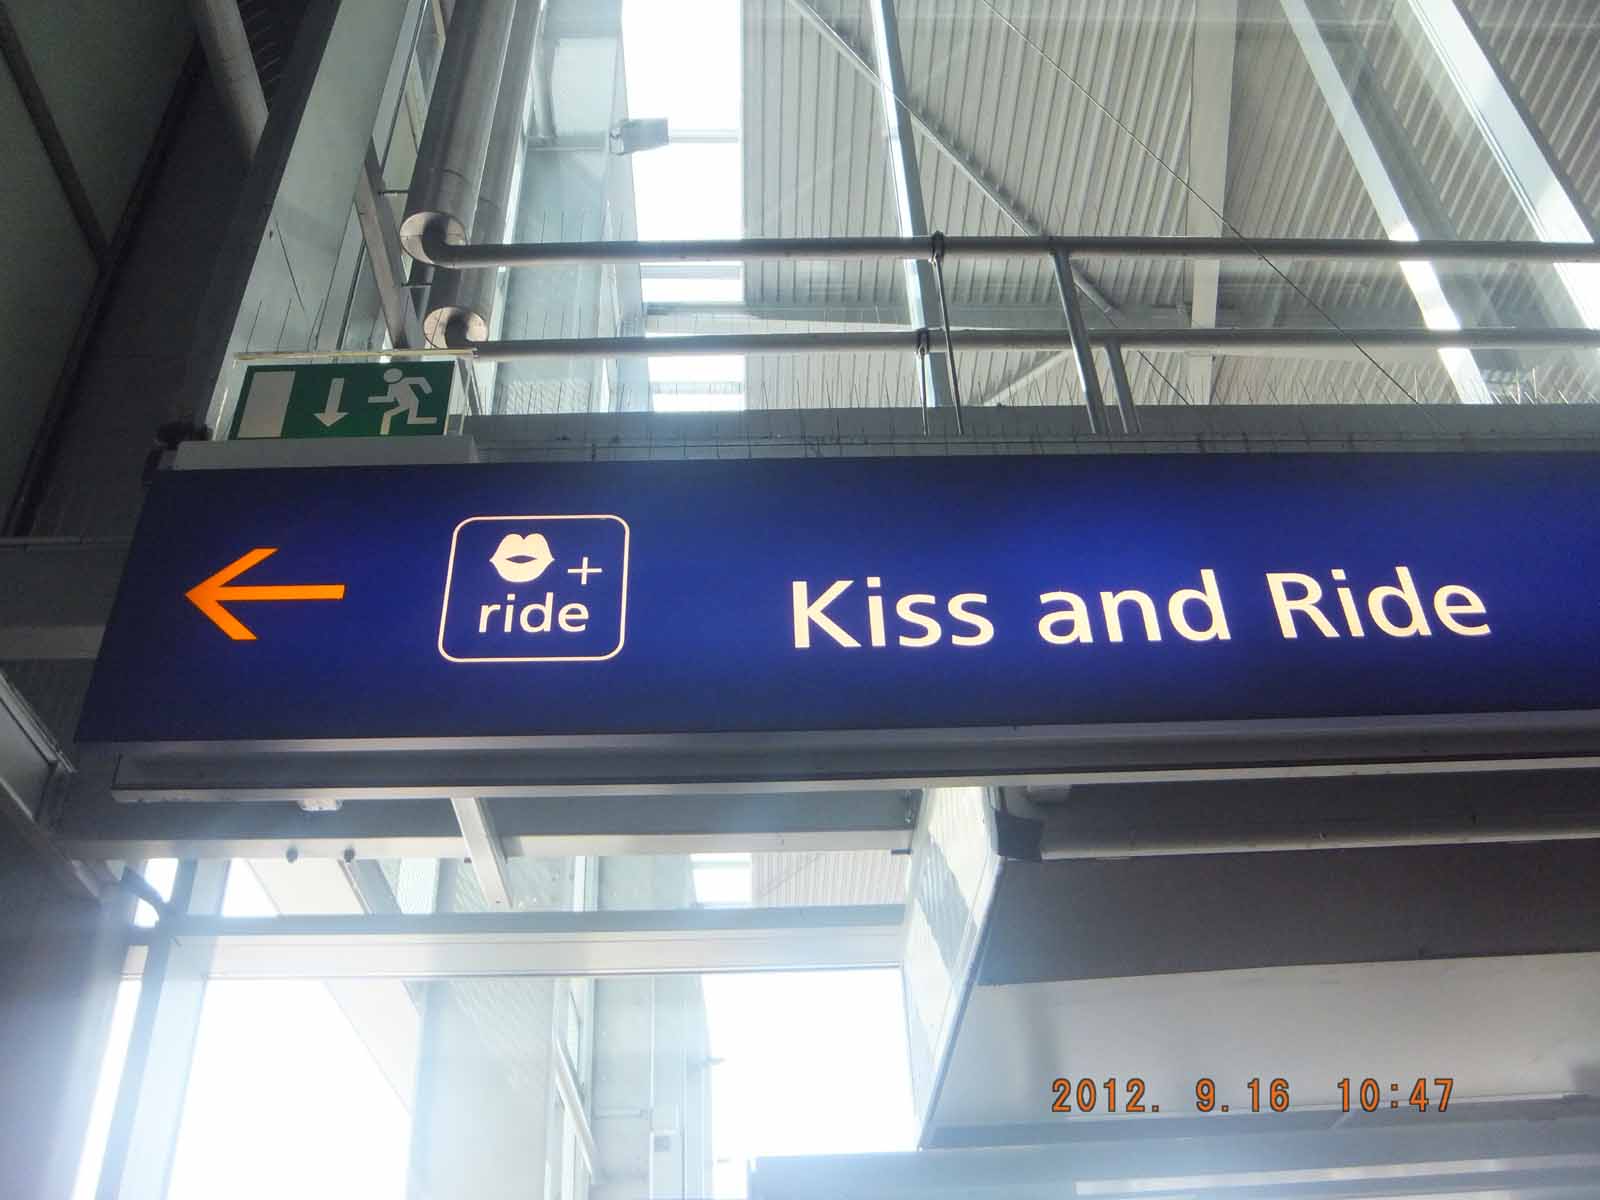 +
ride
Kiss and Ride
2012. 9.16 10:47